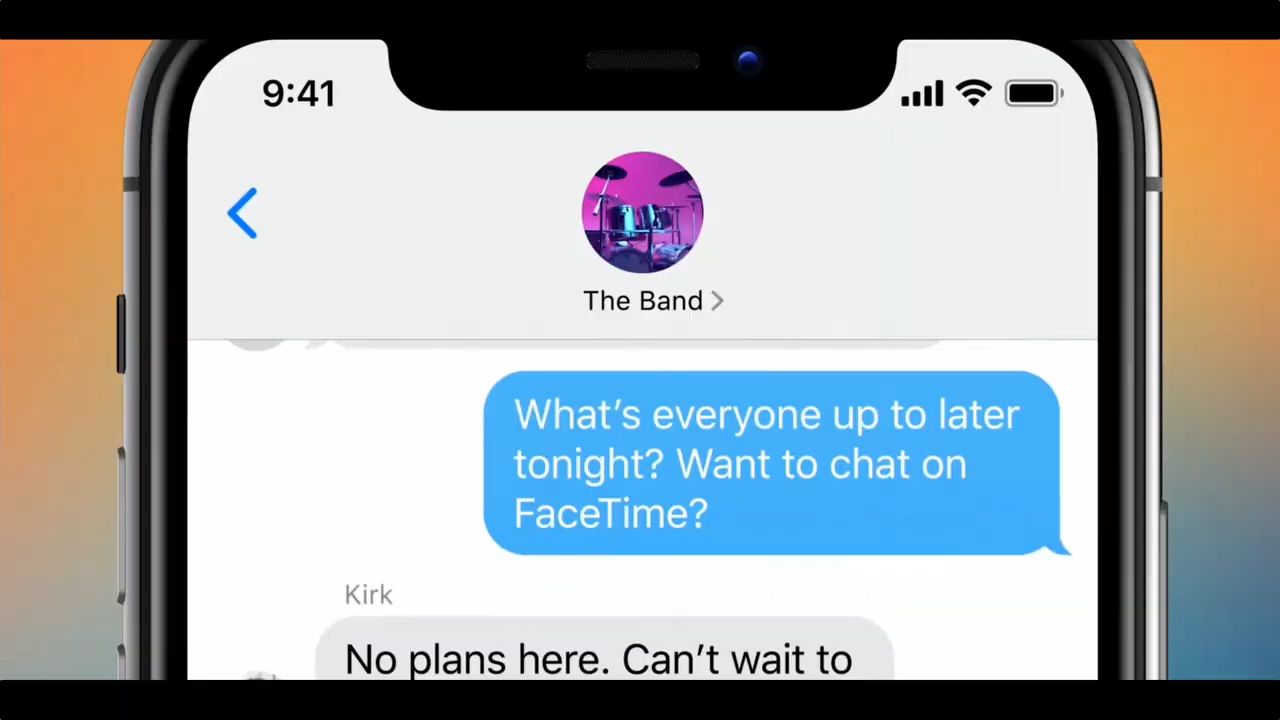 9:41
The Band
What’s everyone up to later
tonight? Want to chat on
FaceTime?
Kirk
No plans here. Can’t wait to